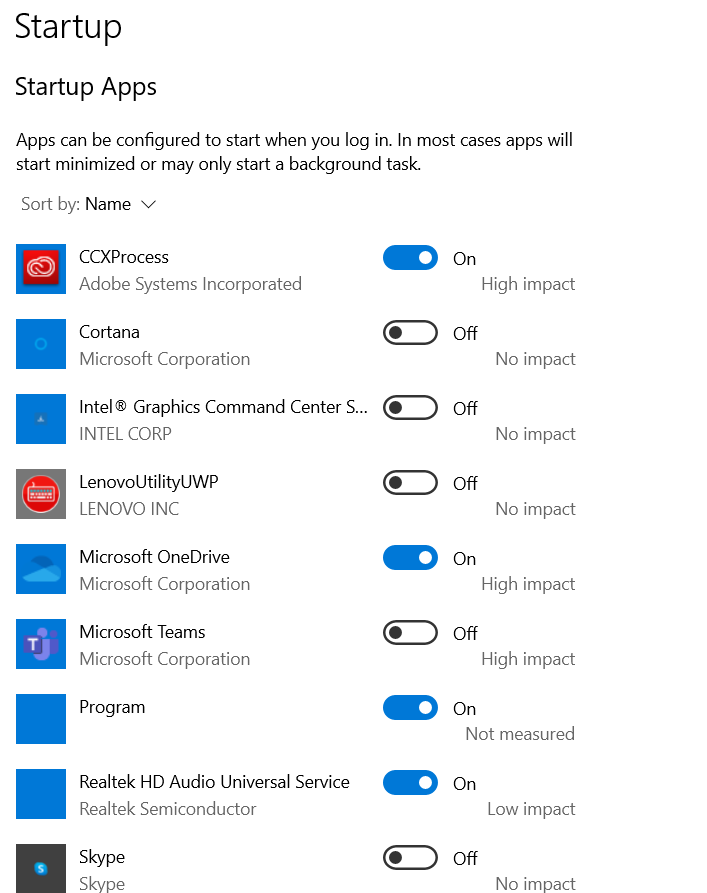 Startup
Startup Apps
Apps can be configured to start when you log in. In most cases apps will
start minimized or may only start a background task.
Sort by: Name
CCXProcess
On
Adobe Systems Incorporated
High impact
Cortana
Off
Microsoft Corporation
No impact
Intel® Graphics Command Center S...
Off
INTEL CORP
No impact
LenovoUtilityUWP
Off
LENOVO INC
No impact
Microsoft OneDrive
On
Microsoft Corporation
High impact
Microsoft Teams
Off
Microsoft Corporation
High impact
Program
On
Not measured
Realtek HD Audio Universal Service
On
Realtek Semiconductor
Low impact
Skype
Off
Skype
No impact